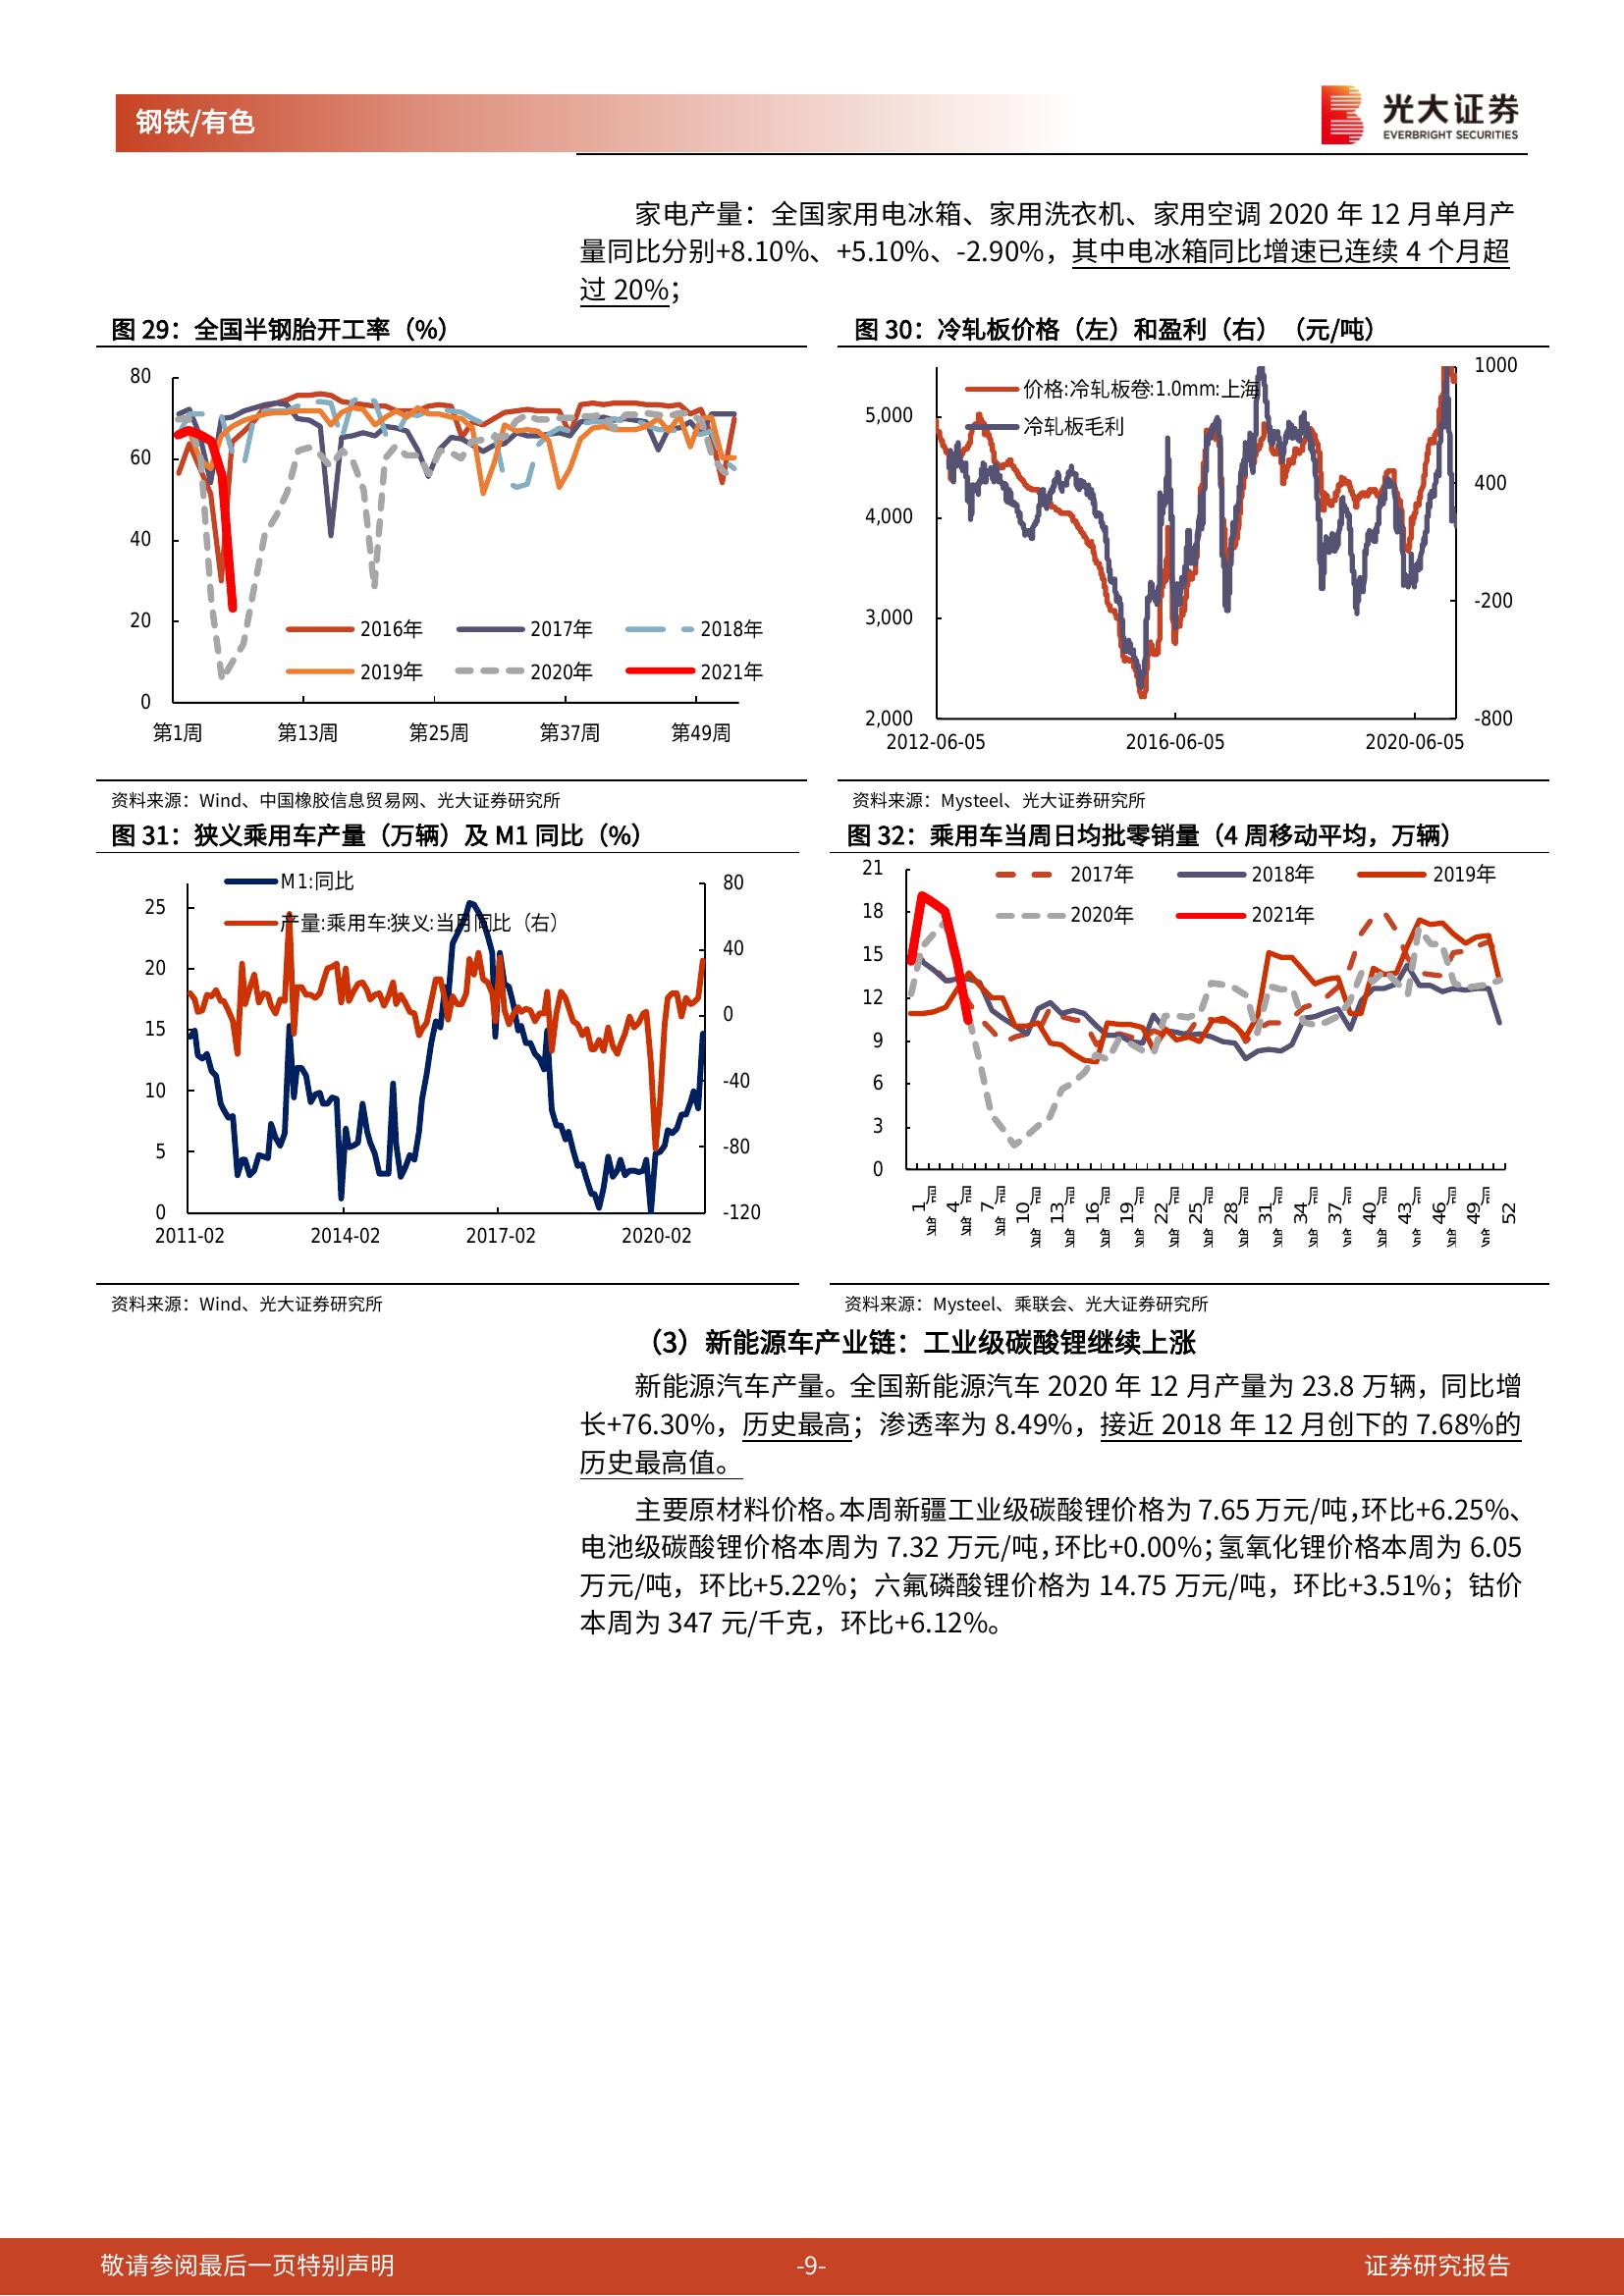 钢铁/有色
光大证券
EVERBRIGHT SECURITIES
家电产量：全国家用电冰箱、家用洗衣机、家用空调 2020 年 12 月单月产
量同比分别+8.10%、+5.10%、-2.90%，其中电冰箱同比增速已连续 4 个月超
过 20%；
图 29：全国半钢胎开工率（%）
80
60
40
20
0
2016年 2017年 2018年
2019年 2020年 2021年
第1周 第13周 第25周 第37周 第49周
资料来源：Wind、中国橡胶信息贸易网、光大证券研究所
图 30：冷轧板价格（左）和盈利（右）（元/吨）
价格:冷轧板卷:1.0mm:上海
冷轧板毛利
5,000
4,000
3,000
2,000
1000
400
-200
-800
2012-06-05 2016-06-05 2020-06-05
资料来源：Mysteel、光大证券研究所
图 31：狭义乘用车产量（万辆）及 M1 同比（%）
M1:同比
产量:乘用车:狭义:当月同比（右）
25
20
15
10
5
0
80
40
0
-40
-80
-120
2011-02 2014-02 2017-02 2020-02
资料来源：Wind、光大证券研究所
图 32：乘用车当周日均批零销量（4 周移动平均，万辆）
2017年 2018年 2019年
2020年 2021年
21
18
15
12
9
6
3
0
第1周 第4周 第7周 第10周 第13周 第16周 第19周 第22周 第25周 第28周 第31周 第34周 第37周 第40周 第43周 第46周 第49周 52
资料来源：Mysteel、乘联会、光大证券研究所
（3）新能源车产业链：工业级碳酸锂继续上涨
新能源汽车产量。全国新能源汽车 2020 年 12 月产量为 23.8 万辆，同比增
长+76.30%，历史最高；渗透率为 8.49%，接近 2018 年 12 月创下的 7.68%的
历史最高值。
主要原材料价格。本周新疆工业级碳酸锂价格为 7.65 万元/吨，环比+6.25%、
电池级碳酸锂价格本周为 7.32 万元/吨，环比+0.00%；氢氧化锂价格本周为 6.05
万元/吨，环比+5.22%；六氟磷酸锂价格为 14.75 万元/吨，环比+3.51%；钴价
本周为 347 元/千克，环比+6.12%。
敬请参阅最后一页特别声明
-9-
证券研究报告